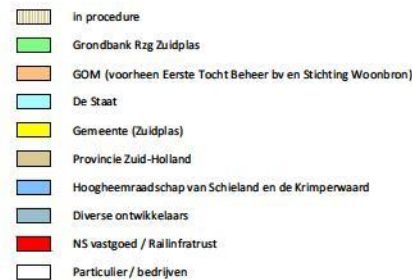 in procedure
Grondbank Rzg Zuidplas
GOM (voorheen Eerste Tocht Beheer bv en Stichting Woonbron)
De Staat
Gemeente (Zuidplas)
Provincie Zuid-Holland
Hoogheemraadschap van Schieland en de Krimperwaard
Diverse ontwikkelaars
NS vastgoed / Railinfratrust
Particulier / bedrijven